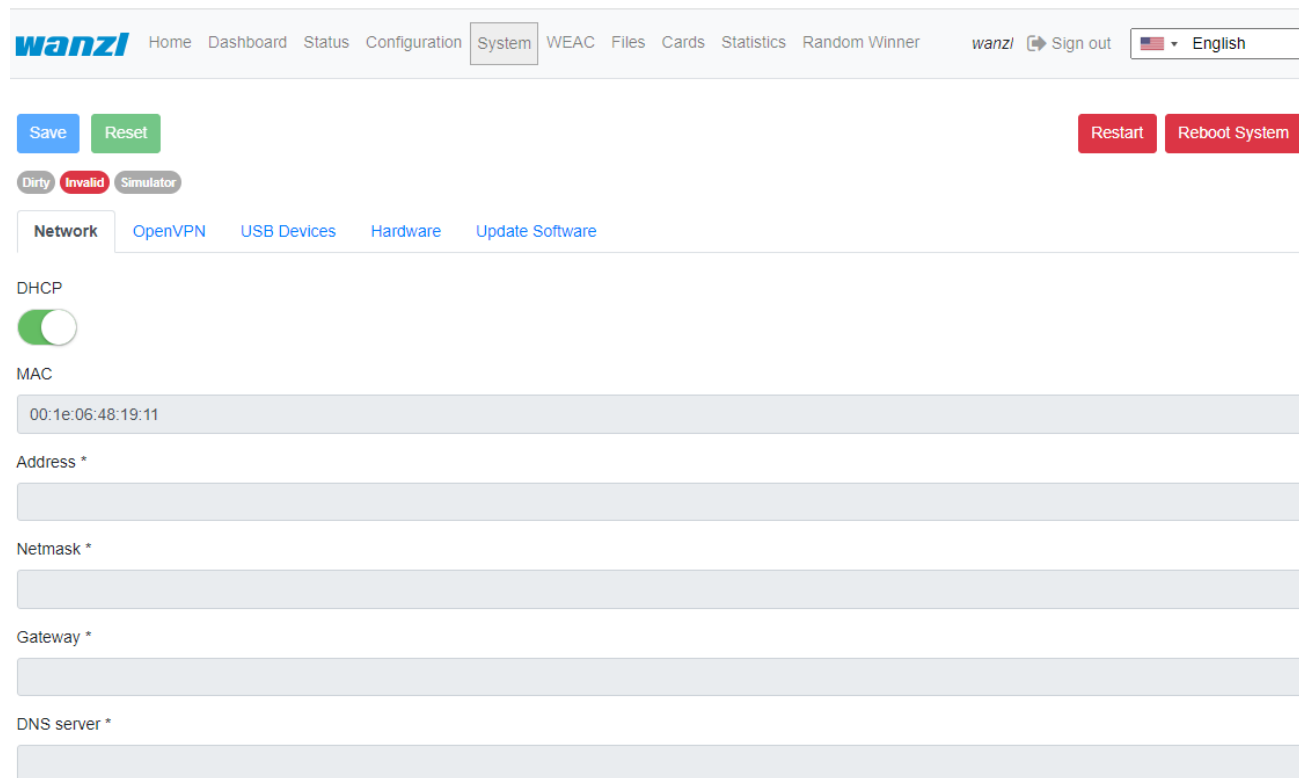 wanzl Home Dashboard Status Configuration System WEAC Files Cards Statistics Random Winner wanzl Sign out English
Save Reset Restart Reboot System
Dirty Invalid Simulator
Network OpenVPN USB Devices Hardware Update Software
DHCP
MAC
00:1e:06:48:19:11
Address *
Netmask *
Gateway *
DNS server *